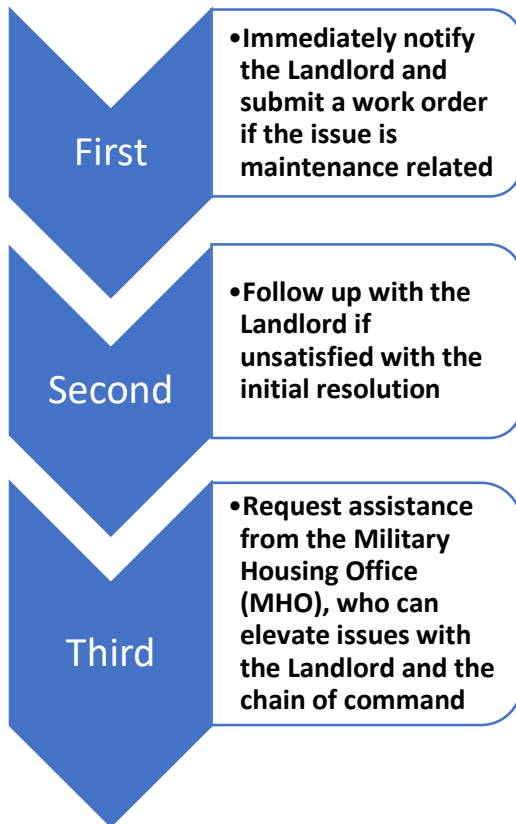 First
•Immediately notify
the Landlord and
submit a work order
if the issue is
maintenance related
Second
•Follow up with the
Landlord if
unsatisfied with the
initial resolution
Third
•Request assistance
from the Military
Housing Office
(MHO), who can
elevate issues with
the Landlord and the
chain of command